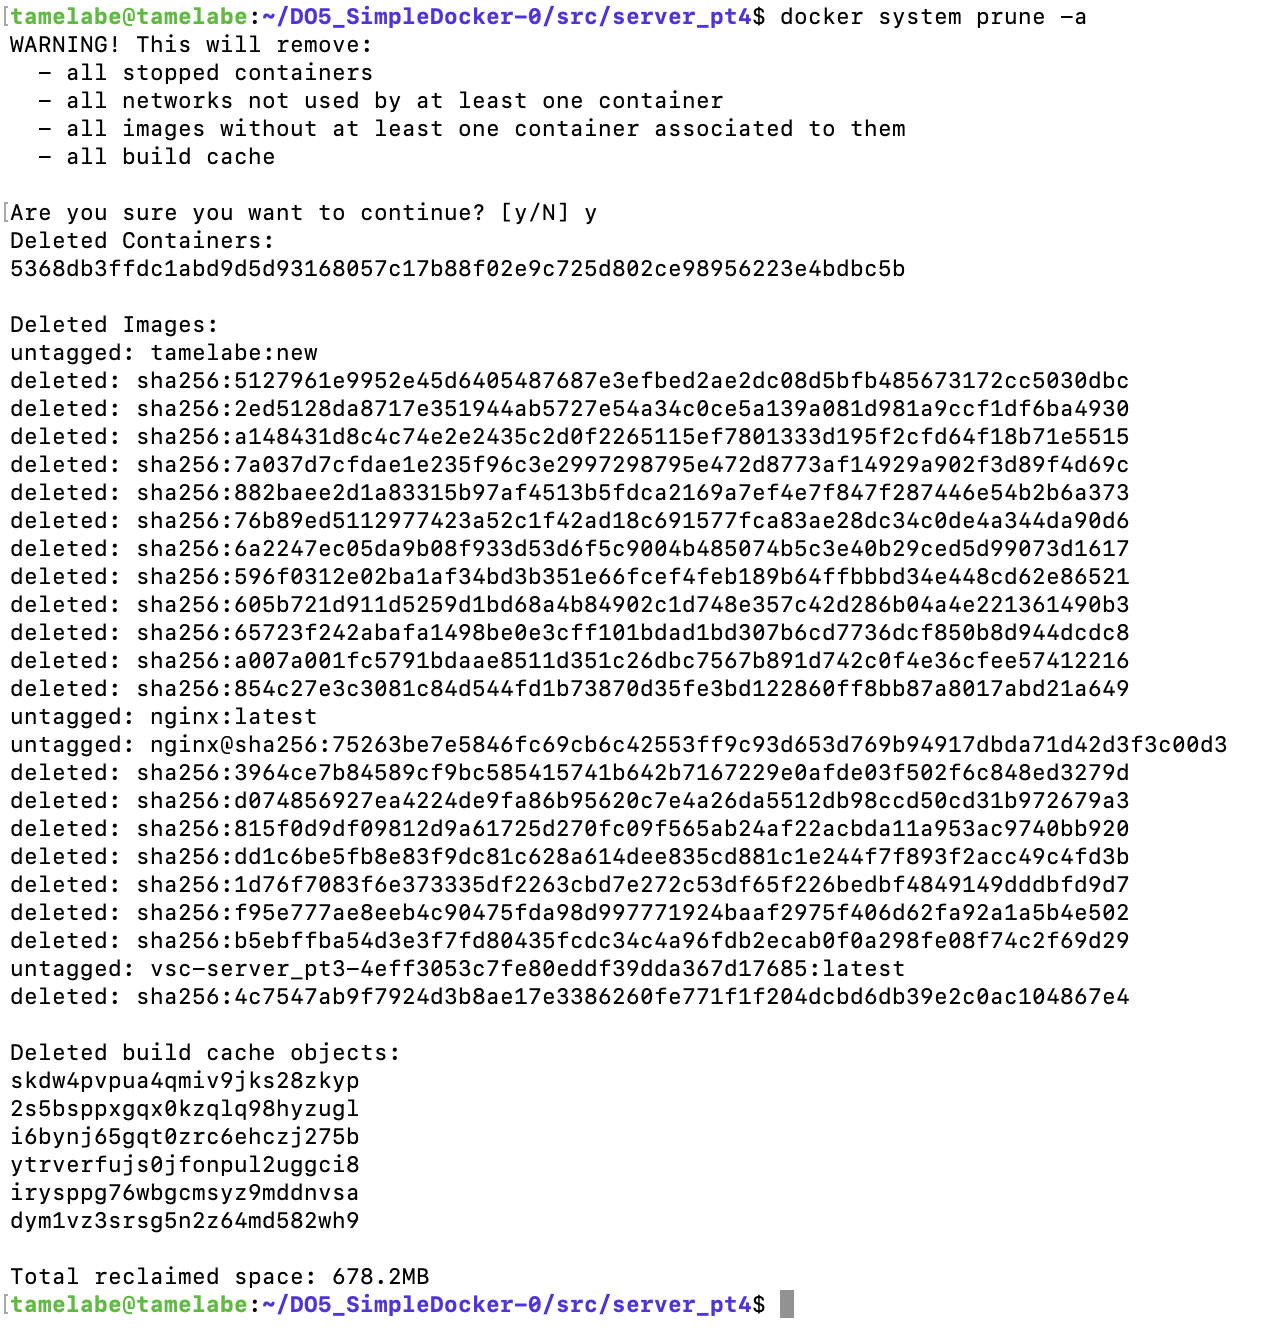 tamelabe@tamelabe:~/DO5_SimpleDocker-0/src/server_pt4$ docker system prune -a
WARNING! This will remove:
  - all stopped containers
  - all networks not used by at least one container
  - all images without at least one container associated to them
  - all build cache

Are you sure you want to continue? [y/N] y
Deleted Containers:
5368db3ffdc1abd9d5d93168057c17b88f02e9c725d802ce98956223e4bdbc5b

Deleted Images:
untagged: tamelabe:new
deleted: sha256:5127961e9952e45d6405487687e3efbed2ae2dc08d5bfb485673172cc5030dbc
deleted: sha256:2ed5128da8717e351944ab5727e54a34c0ce5a139a081d981a9ccf1df6ba4930
deleted: sha256:a148431d8c4c74e2e2435c2d0f2265115ef7801333d195f2cfd64f18b71e5515
deleted: sha256:7a037d7cfdae1e235f96c3e2997298795e472d8773af14929a902f3d89f4d69c
deleted: sha256:882baee2d1a83315b97af4513b5fdca2169a7ef4e7f847f287446e54b2b6a373
deleted: sha256:76b89ed5112977423a52c1f42ad18c691577fca83ae28dc34c0de4a344da90d6
deleted: sha256:6a2247ec05da9b08f933d53d6f5c9004b485074b5c3e40b29ced5d99073d1617
deleted: sha256:596f0312e02ba1af34bd3b351e66fcef4feb189b64ffbbbd34e448cd62e86521
deleted: sha256:605b721d911d5259d1bd68a4b84902c1d748e357c42d286b04a4e221361490b3
deleted: sha256:65723f242abafa1498be0e3cff101bdad1bd307b6cd7736dcf850b8d944dcdc8
deleted: sha256:a007a001fc5791bdaae8511d351c26dbc7567b891d742c0f4e36cfee57412216
deleted: sha256:854c27e3c3081c84d544fd1b73870d35fe3bd122860ff8bb87a8017abd21a649
untagged: nginx:latest
untagged: nginx@sha256:75263be7e5846fc69cb6c42553ff9c93d653d769b94917dbda71d42d3f3c00d3
deleted: sha256:3964ce7b84589cf9bc585415741b642b7167229e0afde03f502f6c848ed3279d
deleted: sha256:d074856927ea4224de9fa86b95620c7e4a26da5512db98ccd50cd31b972679a3
deleted: sha256:815f0d9df09812d9a61725d270fc09f565ab24af22acbda11a953ac9740bb920
deleted: sha256:dd1c6be5fb8e83f9dc81c628a614dee835cd881c1e244f7f893f2acc49c4fd3b
deleted: sha256:1d76f7083f6e373335df2263cbd7e272c53df65f226bedbf4849149dddbfd9d7
deleted: sha256:f95e777ae8eeb4c90475fda98d997771924baaf2975f406d62fa92a1a5b4e502
deleted: sha256:b5ebffba54d3e3f7fd80435fcdc34c4a96fdb2ecab0f0a298fe08f74c2f69d29
untagged: vsc-server_pt3-4eff3053c7fe80eddf39dda367d17685:latest
deleted: sha256:4c7547ab9f7924d3b8ae17e3386260fe771f1f204dcbd6db39e2c0ac104867e4

Deleted build cache objects:
skdw4pvpua4qmiv9jks28zkyp
2s5bsppxgqx0kzqlq98hyzugl
i6bynj65gqt0zrc6ehczj275b
ytrverfujs0jfonpul2uggci8
irysppg76wbgcmsyz9mddnvsa
dym1vz3srsg5n2z64md582wh9

Total reclaimed space: 678.2MB
tamelabe@tamelabe:~/DO5_SimpleDocker-0/src/server_pt4$